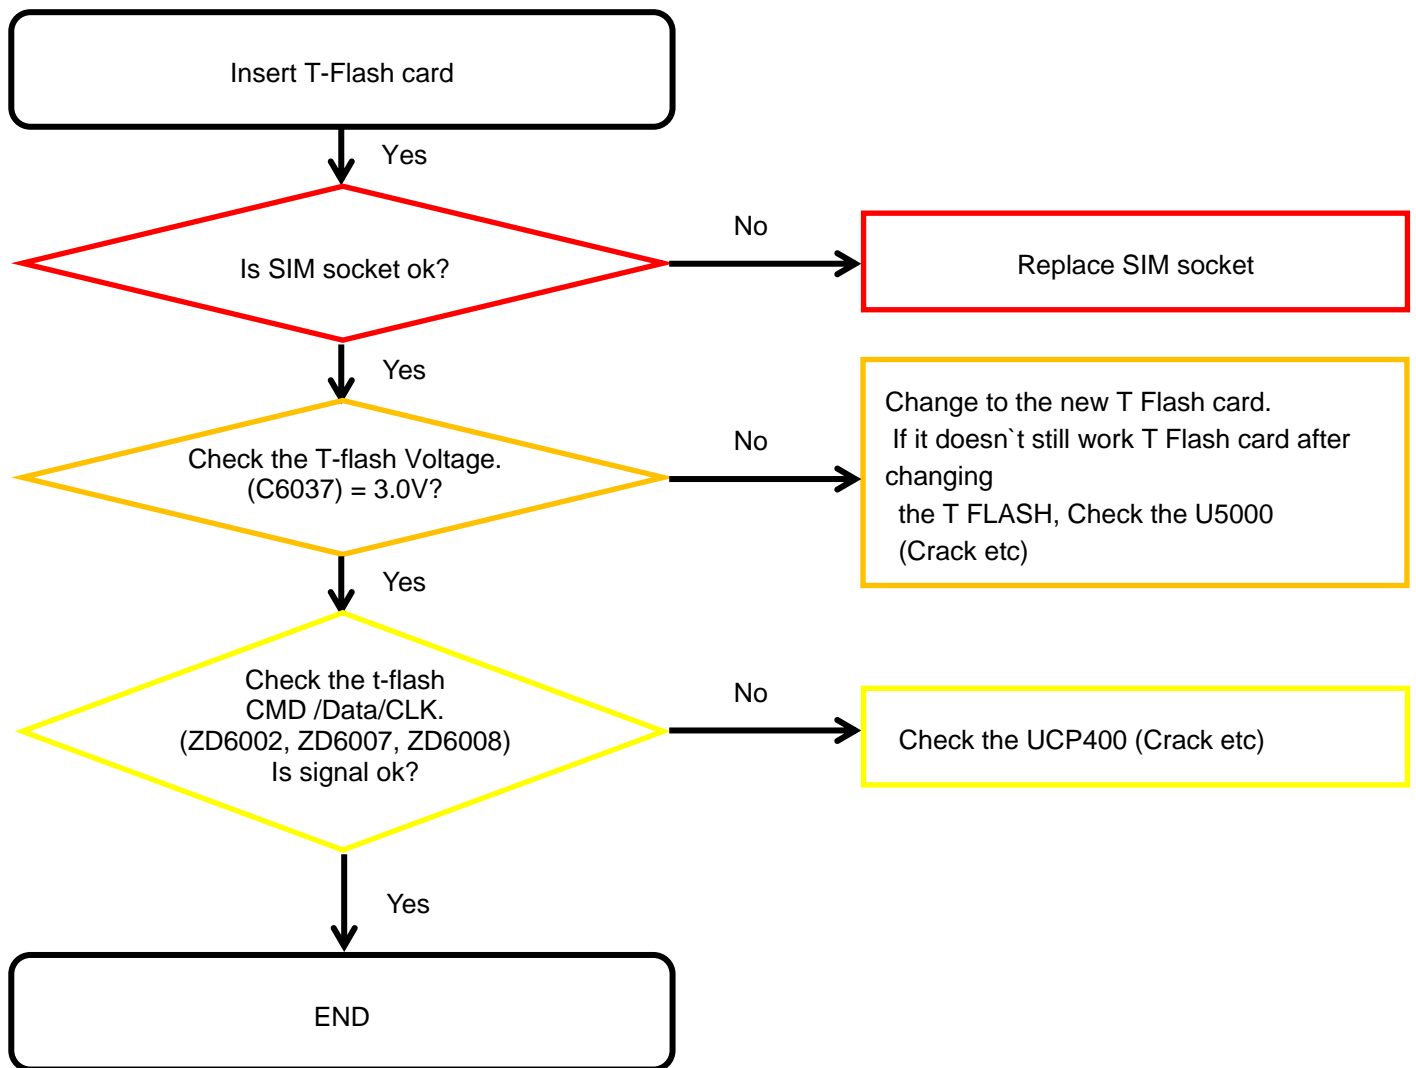 Insert T-Flash card
Yes
Is SIM socket ok?
No
Replace SIM socket
Yes
Check the T-flash Voltage.
(C6037) = 3.0V?
No
Change to the new T Flash card.
If it doesn`t still work T Flash card after
changing
the T FLASH, Check the U5000
(Crack etc)
Yes
Check the t-flash
CMD /Data/CLK.
(ZD6002, ZD6007, ZD6008)
Is signal ok?
No
Check the UCP400 (Crack etc)
Yes
END